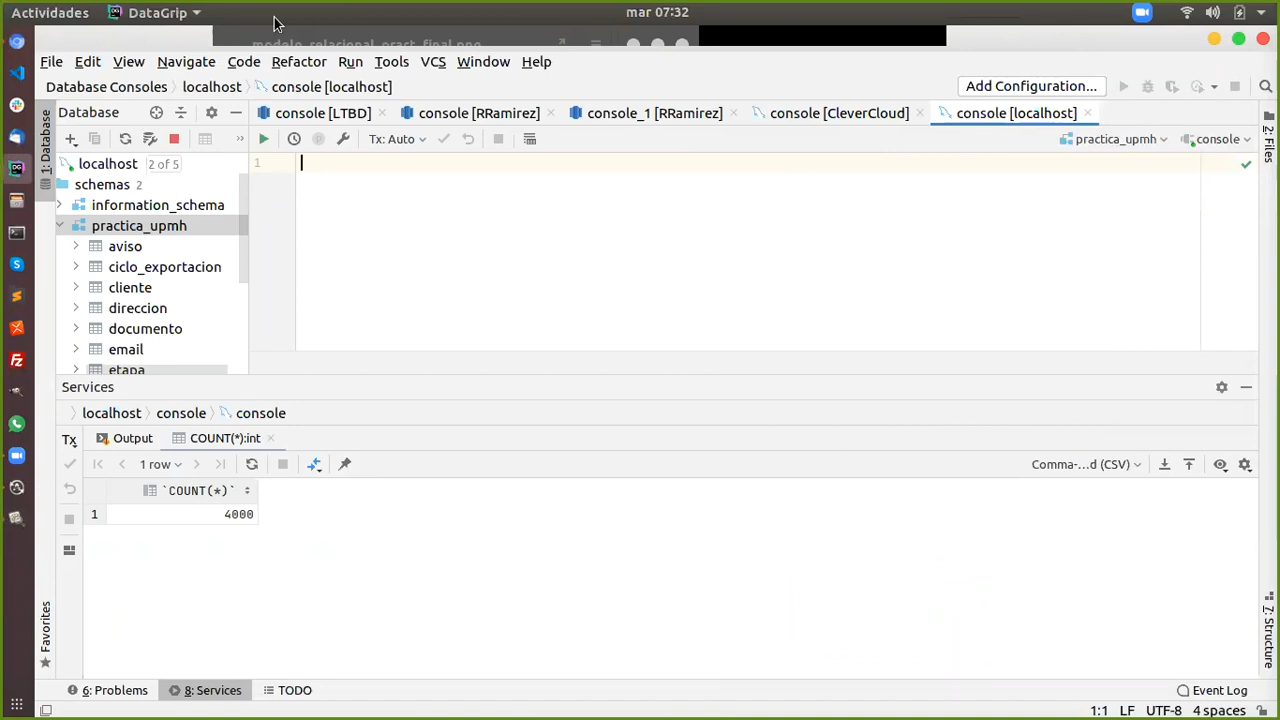 Actividades DataGrip mar 07:32
modelo_relacional_pract_final.png
File Edit View Navigate Code Refactor Run Tools VCS Window Help
Database Consoles localhost console [localhost] Add Configuration...
1: Database
Database
console [LTBD] console [RRamirez] console_1 [RRamirez] console [CleverCloud] console [localhost]
2: Files
Tx: Auto practica_upmh console
localhost 2 of 5
1
schemas 2
information_schema
practica_upmh
aviso
ciclo_exportacion
cliente
direccion
documento
email
etapa
Services
localhost console console
Tx Output COUNT(*):int
1 row Comma-...d (CSV)
`COUNT(*)`
1 4000
Favorites
7: Structure
6: Problems 8: Services TODO Event Log
1:1 LF UTF-8 4 spaces